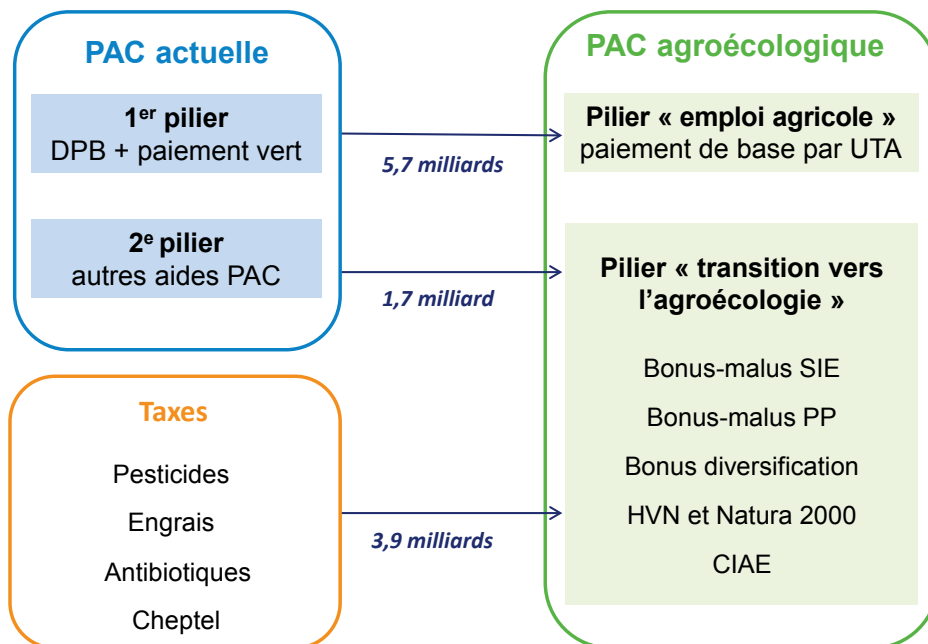 PAC actuelle
1er pilier
DPB + paiement vert
2e pilier
autres aides PAC
Taxes
Pesticides
Engrais
Antibiotiques
Cheptel
5,7 milliards
1,7 milliard
3,9 milliards
PAC agroécologique
Pilier « emploi agricole »
paiement de base par UTA
Pilier « transition vers
l’agroécologie »
Bonus-malus SIE
Bonus-malus PP
Bonus diversification
HVN et Natura 2000
CIAE